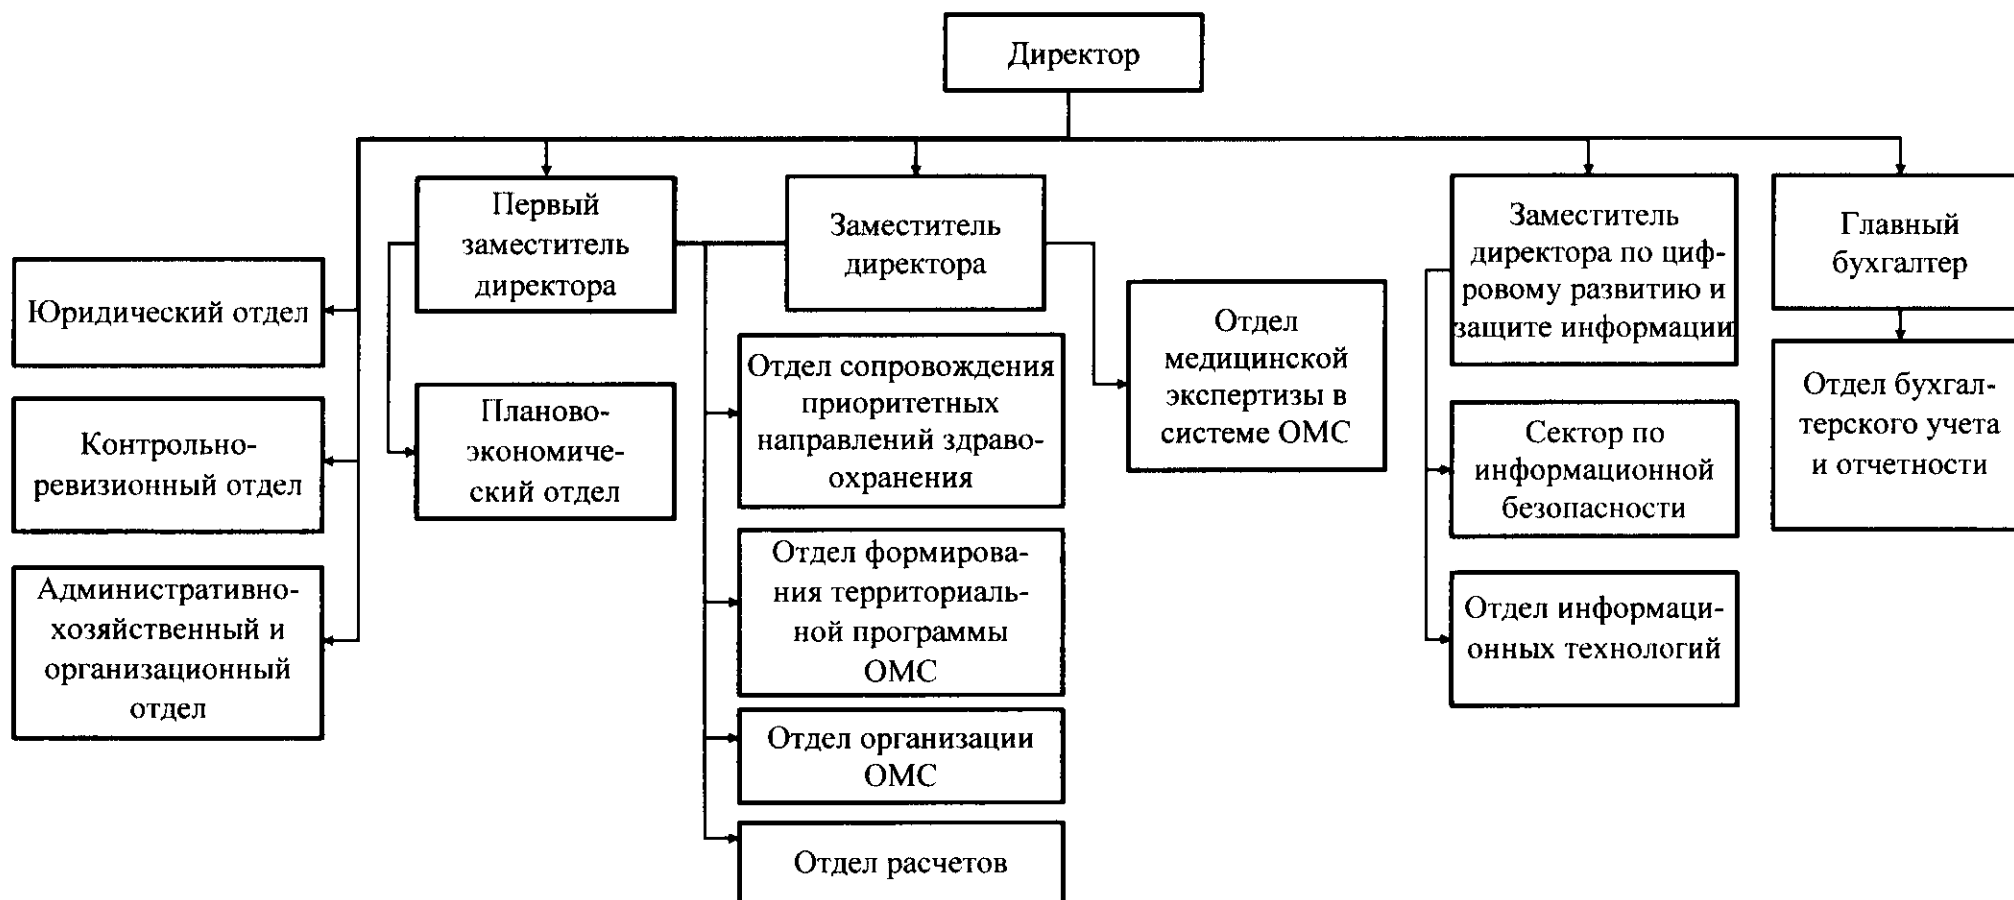 Директор
Первый
заместитель
директора
Заместитель
директора
Заместитель
директора по циф-
ровому развитию и
защите информации
Главный
бухгалтер
Юридический отдел
Контрольно-
ревизионный отдел
Административно-
хозяйственный и
организационный
отдел
Планово-
экономиче-
ский отдел
Отдел сопровождения
приоритетных
направлений здраво-
охранения
Отдел формирова-
ния территориаль-
ной программы
ОМС
Отдел организации
ОМС
Отдел расчетов
Отдел
медицинской
экспертизы в
системе ОМС
Сектор по
информационной
безопасности
Отдел информаци-
онных технологий
Отдел бухгал-
терского учета
и отчетности